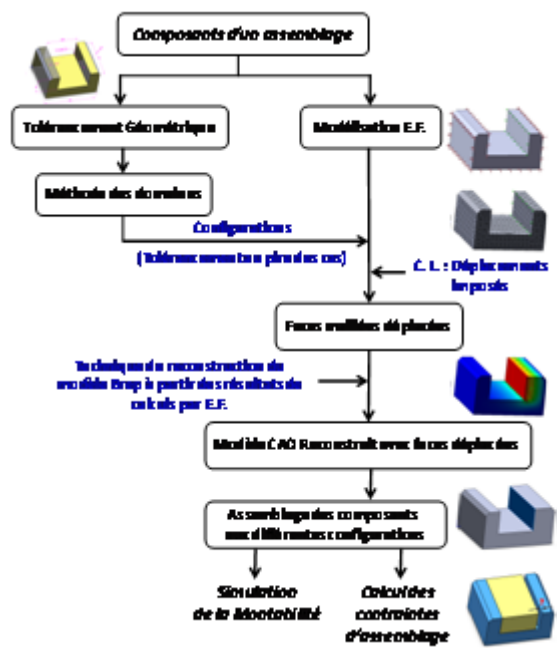 Composants d'un assemblage
Tolérancement Géométrique
Modélisation E.F.
Méthode des domaines
Configurations
(Tolérancement au pire des cas)
C. L. : Déplacements
Imposés
Faces maillées déplacées
Technique de reconstruction du
modèle Brep à partir des résultats de
calculs par E.F.
Modèle CAO Reconstruit avec faces déplacées
Assemblage des composants
aux différentes configurations
Simulation
de la Montabilité
Calcul des
contraintes
d'assemblage